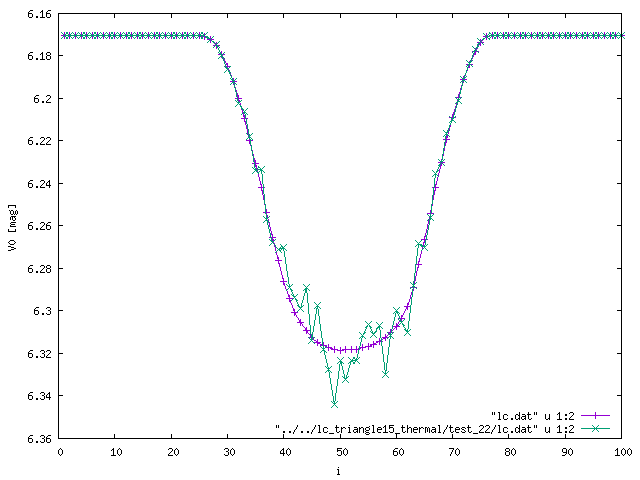 6.16
6.18
6.2
6.22
6.24
6.26
6.28
6.3
6.32
6.34
6.36
V0 [mag]
"lc.dat" u 1:2
"../../lc_triangle15_thermal/test_22/lc.dat" u 1:2
0 10 20 30 40 50 60 70 80 90 100
i